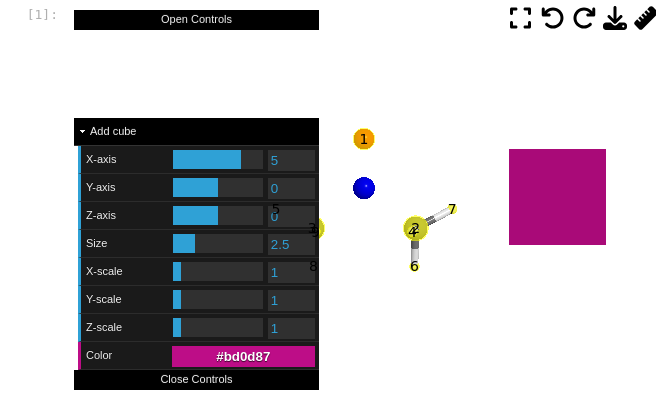 [1]:
Open Controls
Add cube
X-axis 5
Y-axis 0
Z-axis 0
Size 2.5
X-scale 1
Y-scale 1
Z-scale 1
Color #bd0d87
Close Controls
1
5
7
2
4
6
8